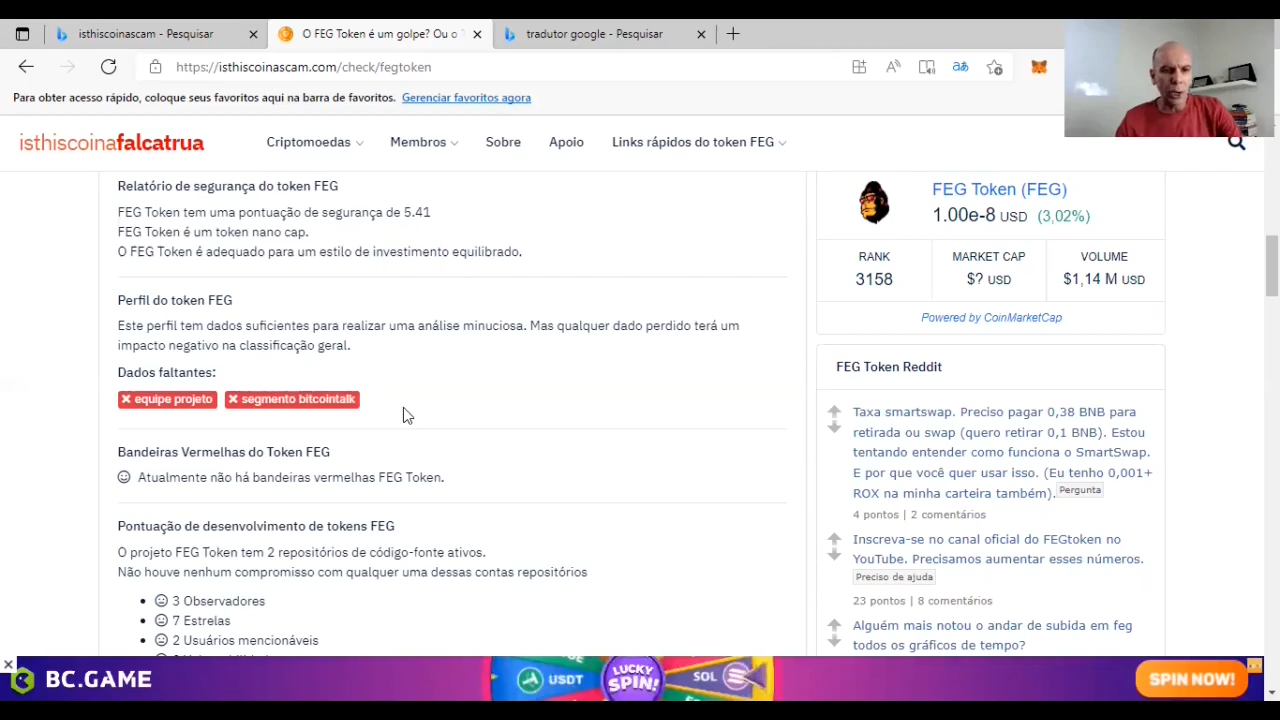 isthiscoinascam - Pesquisar
O FEG Token é um golpe? Ou o
tradutor google - Pesquisar
https://isthiscoinascam.com/check/fegtoken
Para obter acesso rápido, coloque seus favoritos aqui na barra de favoritos. Gerenciar favoritos agora
isthiscoinafalcatrua
Criptomoedas
Membros
Sobre
Apoio
Links rápidos do token FEG
Relatório de segurança do token FEG
FEG Token tem uma pontuação de segurança de 5.41
FEG Token é um token nano cap.
O FEG Token é adequado para um estilo de investimento equilibrado.
Perfil do token FEG
Este perfil tem dados suficientes para realizar uma análise minuciosa. Mas qualquer dado perdido terá um
impacto negativo na classificação geral.
Dados faltantes:
equipe projeto
segmento bitcointalk
Bandeiras Vermelhas do Token FEG
Atualmente não há bandeiras vermelhas FEG Token.
Pontuação de desenvolvimento de tokens FEG
O projeto FEG Token tem 2 repositórios de código-fonte ativos.
Não houve nenhum compromisso com qualquer uma dessas contas repositórios
3 Observadores
7 Estrelas
2 Usuários mencionáveis
FEG Token (FEG)
1.00e-8 USD (3,02%)
RANK
3158
MARKET CAP
$? USD
VOLUME
$1,14 M USD
Powered by CoinMarketCap
FEG Token Reddit
Taxa smartswap. Preciso pagar 0,38 BNB para
retirada ou swap (quero retirar 0,1 BNB). Estou
tentando entender como funciona o SmartSwap.
E por que você quer usar isso. (Eu tenho 0,001+
ROX na minha carteira também). Pergunta
4 pontos | 2 comentários
Inscreva-se no canal oficial do FEGtoken no
YouTube. Precisamos aumentar esses números.
Preciso de ajuda
23 pontos | 8 comentários
Alguém mais notou o andar de subida em feg
todos os gráficos de tempo?
BC.GAME
USDT
LUCKY
SPIN!
SOL
SPIN NOW!